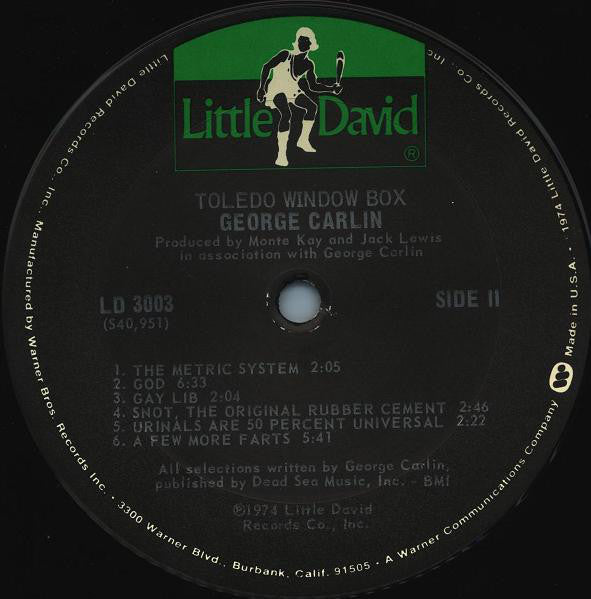 Little David®
TOLEDO WINDOW BOX
GEORGE CARLIN
Produced by Monte Kay and Jack Lewis
in association with George Carlin
LD 3003
(S40,951)
SIDE II
1. THE METRIC SYSTEM 2:05
2. GOD 6:33
3. GAY LIB 2:04
4. SNOT, THE ORIGINAL RUBBER CEMENT 2:46
5. URINALS ARE 50 PERCENT UNIVERSAL 2:22
6. A FEW MORE FARTS 5:41
All selections written by George Carlin,
published by Dead Sea Music, Inc. - BMI
℗1974 Little David
Records Co., Inc.
Little David Records Co., Inc. Manufactured by Warner Bros. Records Inc. • 3300 Warner Blvd., Burbank, Calif. 91505 • A Warner Communications Company Made in U.S.A. • 1974 Little David Records Co., Inc.